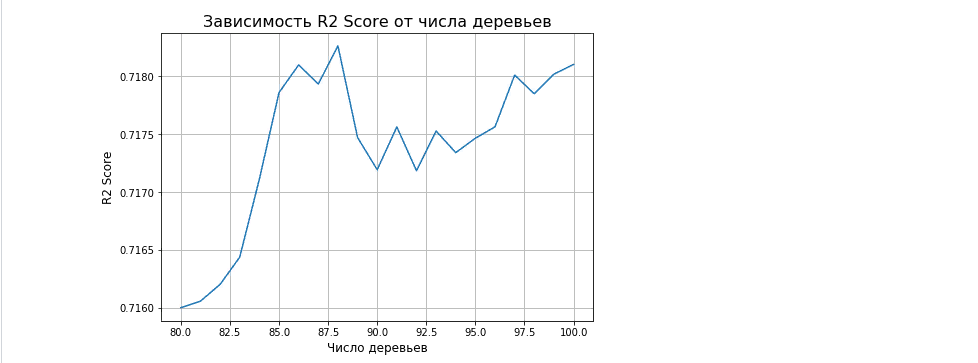 Зависимость R2 Score от числа деревьев
R2 Score
0.7180
0.7175
0.7170
0.7165
0.7160
80.0 82.5 85.0 87.5 90.0 92.5 95.0 97.5 100.0
Число деревьев